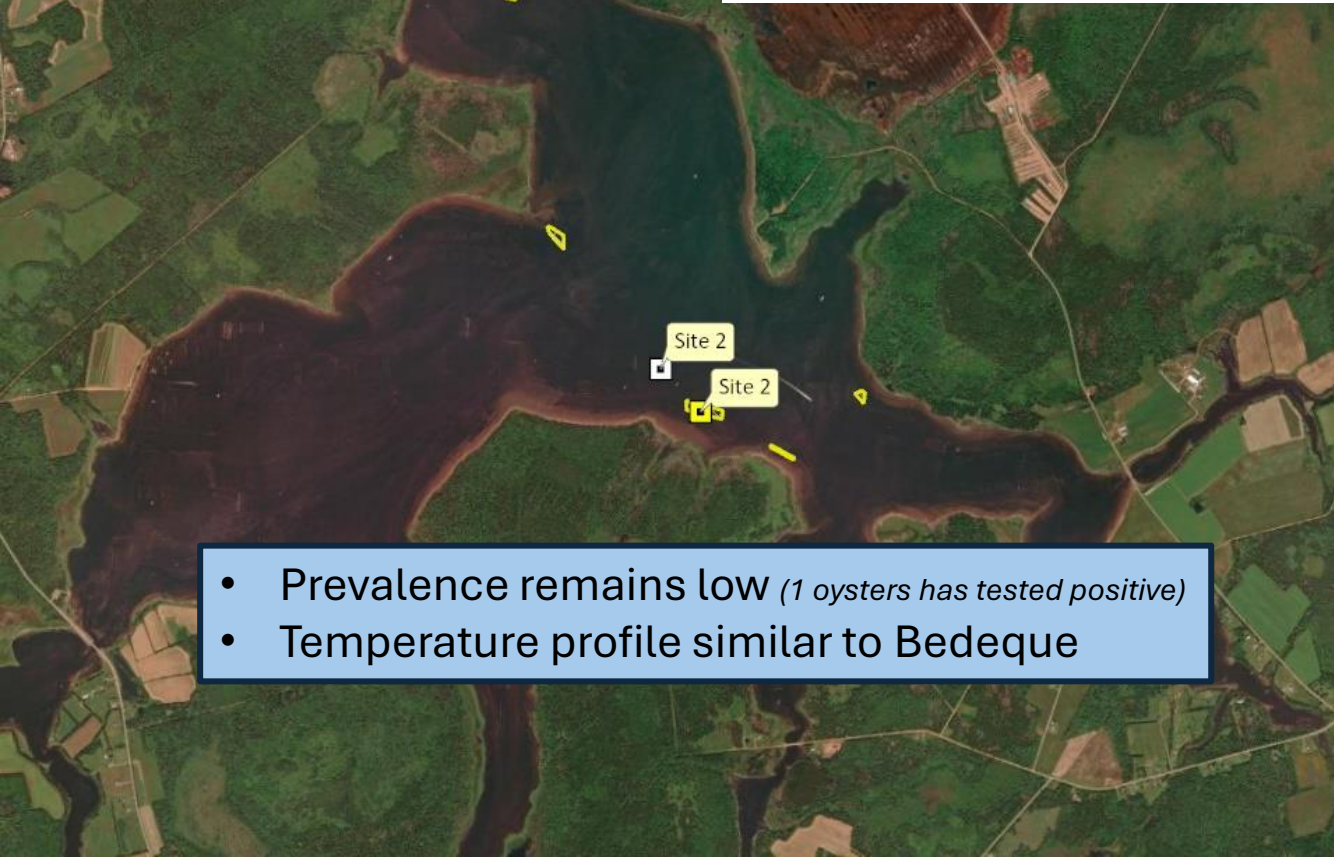 Site 2
Site 2
• Prevalence remains low (1 oysters has tested positive)
• Temperature profile similar to Bedeque